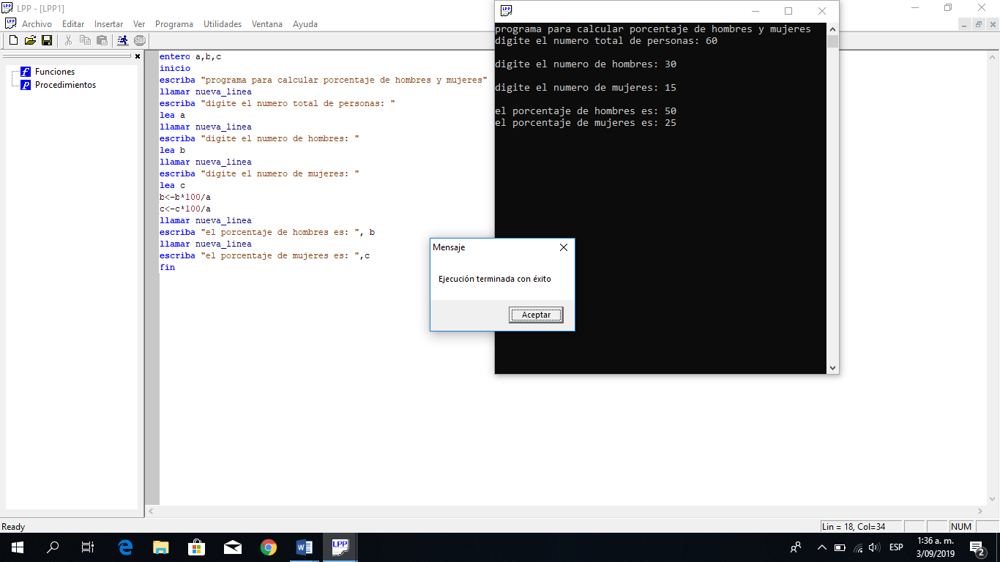 LPP - [LPP1]
Archivo Editar Insertar Ver Programa Utilidades Ventana Ayuda
Funciones
Procedimientos
entero a,b,c
inicio
escriba "programa para calcular porcentaje de hombres y mujeres"
llamar nueva_linea
escriba "digite el numero total de personas: "
lea a
llamar nueva_linea
escriba "digite el numero de hombres: "
lea b
llamar nueva_linea
escriba "digite el numero de mujeres: "
lea c
b<-b*100/a
c<-c*100/a
llamar nueva_linea
escriba "el porcentaje de hombres es: ", b
llamar nueva_linea
escriba "el porcentaje de mujeres es: ",c
fin
programa para calcular porcentaje de hombres y mujeres
digite el numero total de personas: 60
digite el numero de hombres: 30
digite el numero de mujeres: 15
el porcentaje de hombres es: 50
el porcentaje de mujeres es: 25
Mensaje
Ejecución terminada con éxito
Aceptar
Ready
Lin = 18, Col=34
NUM
LPP
ESP
1:36 a. m.
3/09/2019
2